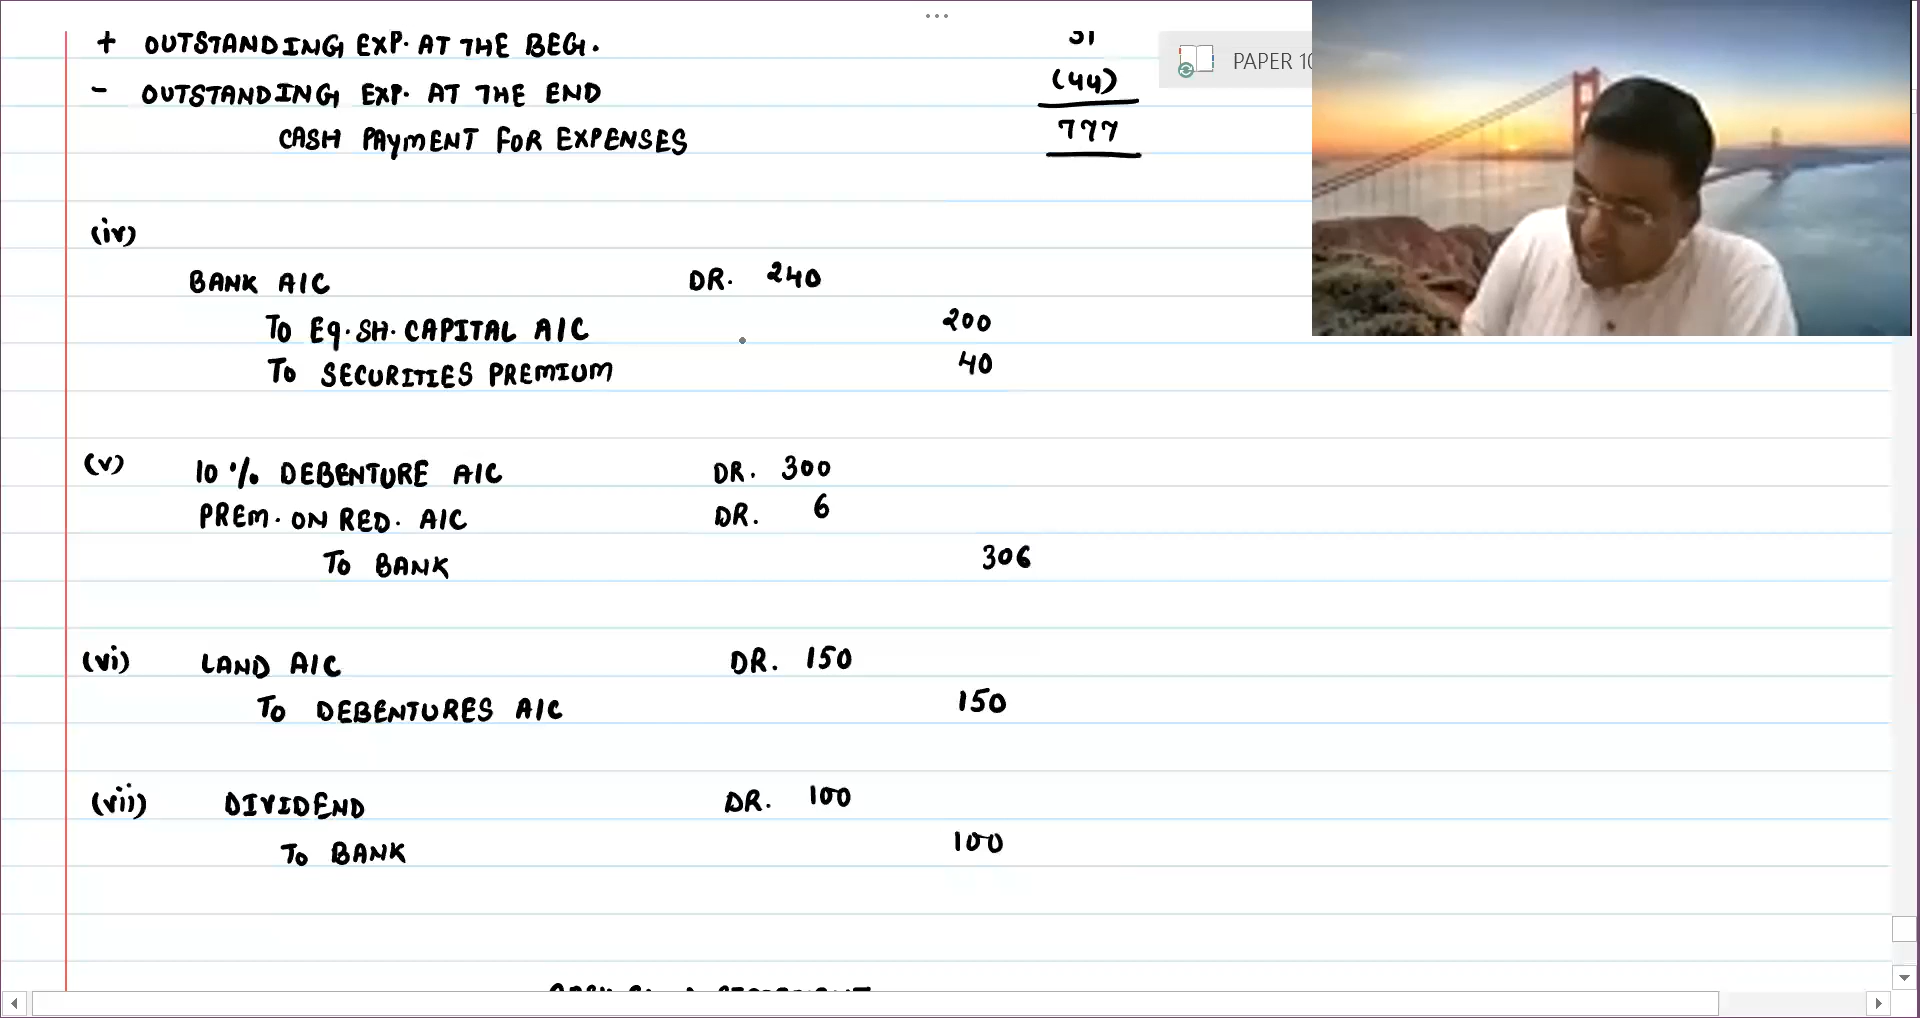 + OUTSTANDING EXP. AT THE BEG. 31
PAPER 10
- OUTSTANDING EXP. AT THE END (44)
CASH PAYMENT FOR EXPENSES 777
(iv)
BANK A/C DR. 240
TO EQ. SH. CAPITAL A/C 200
TO SECURITIES PREMIUM 40
(v) 10% DEBENTURE A/C DR. 300
PREM. ON RED. A/C DR. 6
TO BANK 306
(vi) LAND A/C DR. 150
TO DEBENTURES A/C 150
(vii) DIVIDEND DR. 100
TO BANK 100